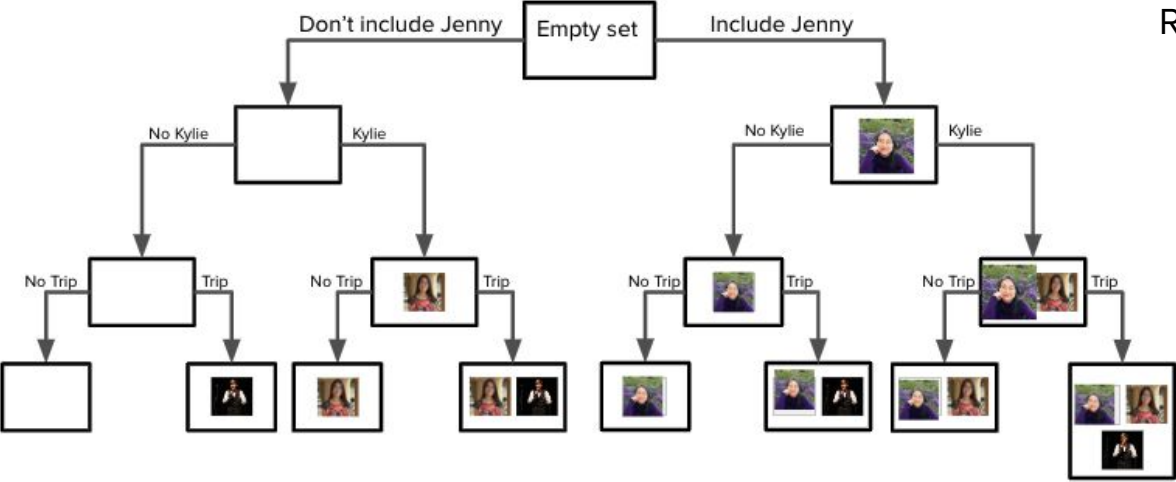 Don't include Jenny
Empty set
Include Jenny
R
No Kylie
Kylie
No Kylie
Kylie
No Trip
Trip
No Trip
Trip
No Trip
Trip
No Trip
Trip